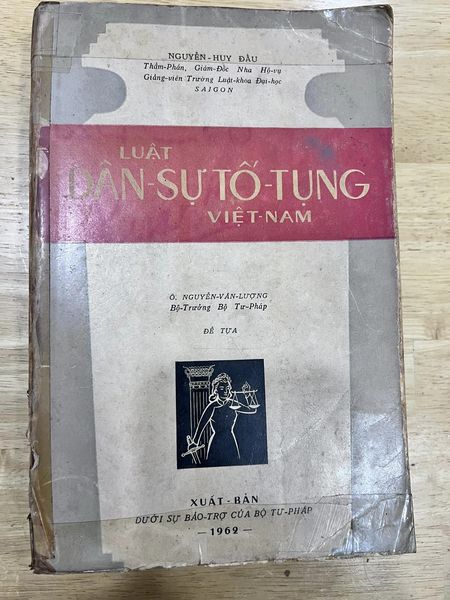 NGUYỄN-HUY ĐẨU
Thẩm-Phán, Giám-Đốc Nha Hộ-vụ
Giảng-viên Trường Luật-khoa Đại-học
SAIGON
LUẬT
DÂN-SỰ TỐ-TỤNG
VIỆT-NAM
Ô. NGUYỄN-VĂN-LƯỢNG
Bộ-Trưởng Bộ Tư-Pháp
ĐỀ TỰA
XUẤT-BẢN
DƯỚI SỰ BẢO-TRỢ CỦA BỘ TƯ-PHÁP
—1962—